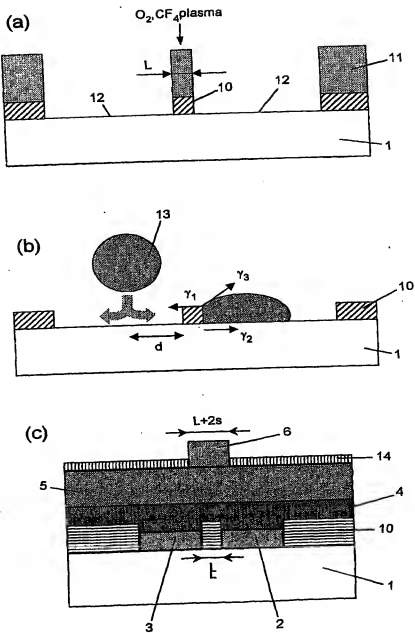 (a)
O2,CF4plasma
L
10
11
12
12
1
(b)
13
γ1
γ3
10
d
γ2
1
(c)
L+2s
6
14
5
4
10
L
1
3
2